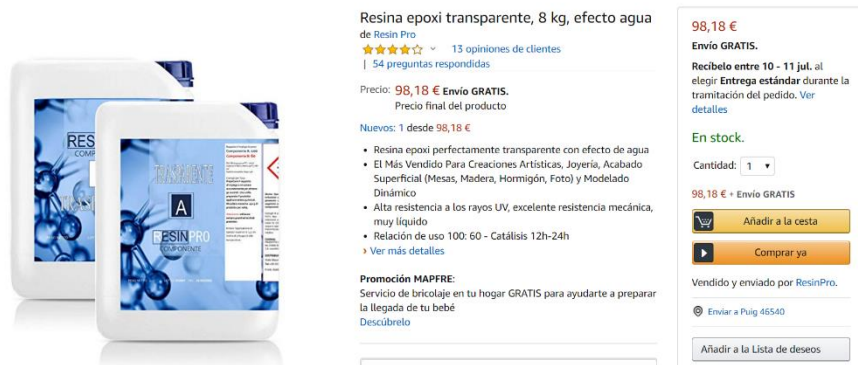 RES
COMP
TRASPARENTE
A
RESINPRO
COMPONENTE
Resina epoxi transparente, 8 kg, efecto agua
de Resin Pro
13 opiniones de clientes
| 54 preguntas respondidas
Precio: 98,18 € Envío GRATIS.
Precio final del producto
Nuevos: 1 desde 98,18 €
• Resina epoxi perfectamente transparente con efecto de agua
• El Más Vendido Para Creaciones Artísticas, Joyería, Acabado
Superficial (Mesas, Madera, Hormigón, Foto) y Modelado
Dinámico
• Alta resistencia a los rayos UV, excelente resistencia mecánica,
muy líquido
• Relación de uso 100: 60 - Catálisis 12h-24h
› Ver más detalles
Promoción MAPFRE:
Servicio de bricolaje en tu hogar GRATIS para ayudarte a preparar
la llegada de tu bebé
Descúbrelo
98,18 €
Envío GRATIS.
Recíbelo entre 10 - 11 jul. al
elegir Entrega estándar durante la
tramitación del pedido. Ver
detalles
En stock.
Cantidad: 1
98,18 € + Envío GRATIS
Añadir a la cesta
Comprar ya
Vendido y enviado por ResinPro.
Enviar a Puig 46540
Añadir a la Lista de deseos